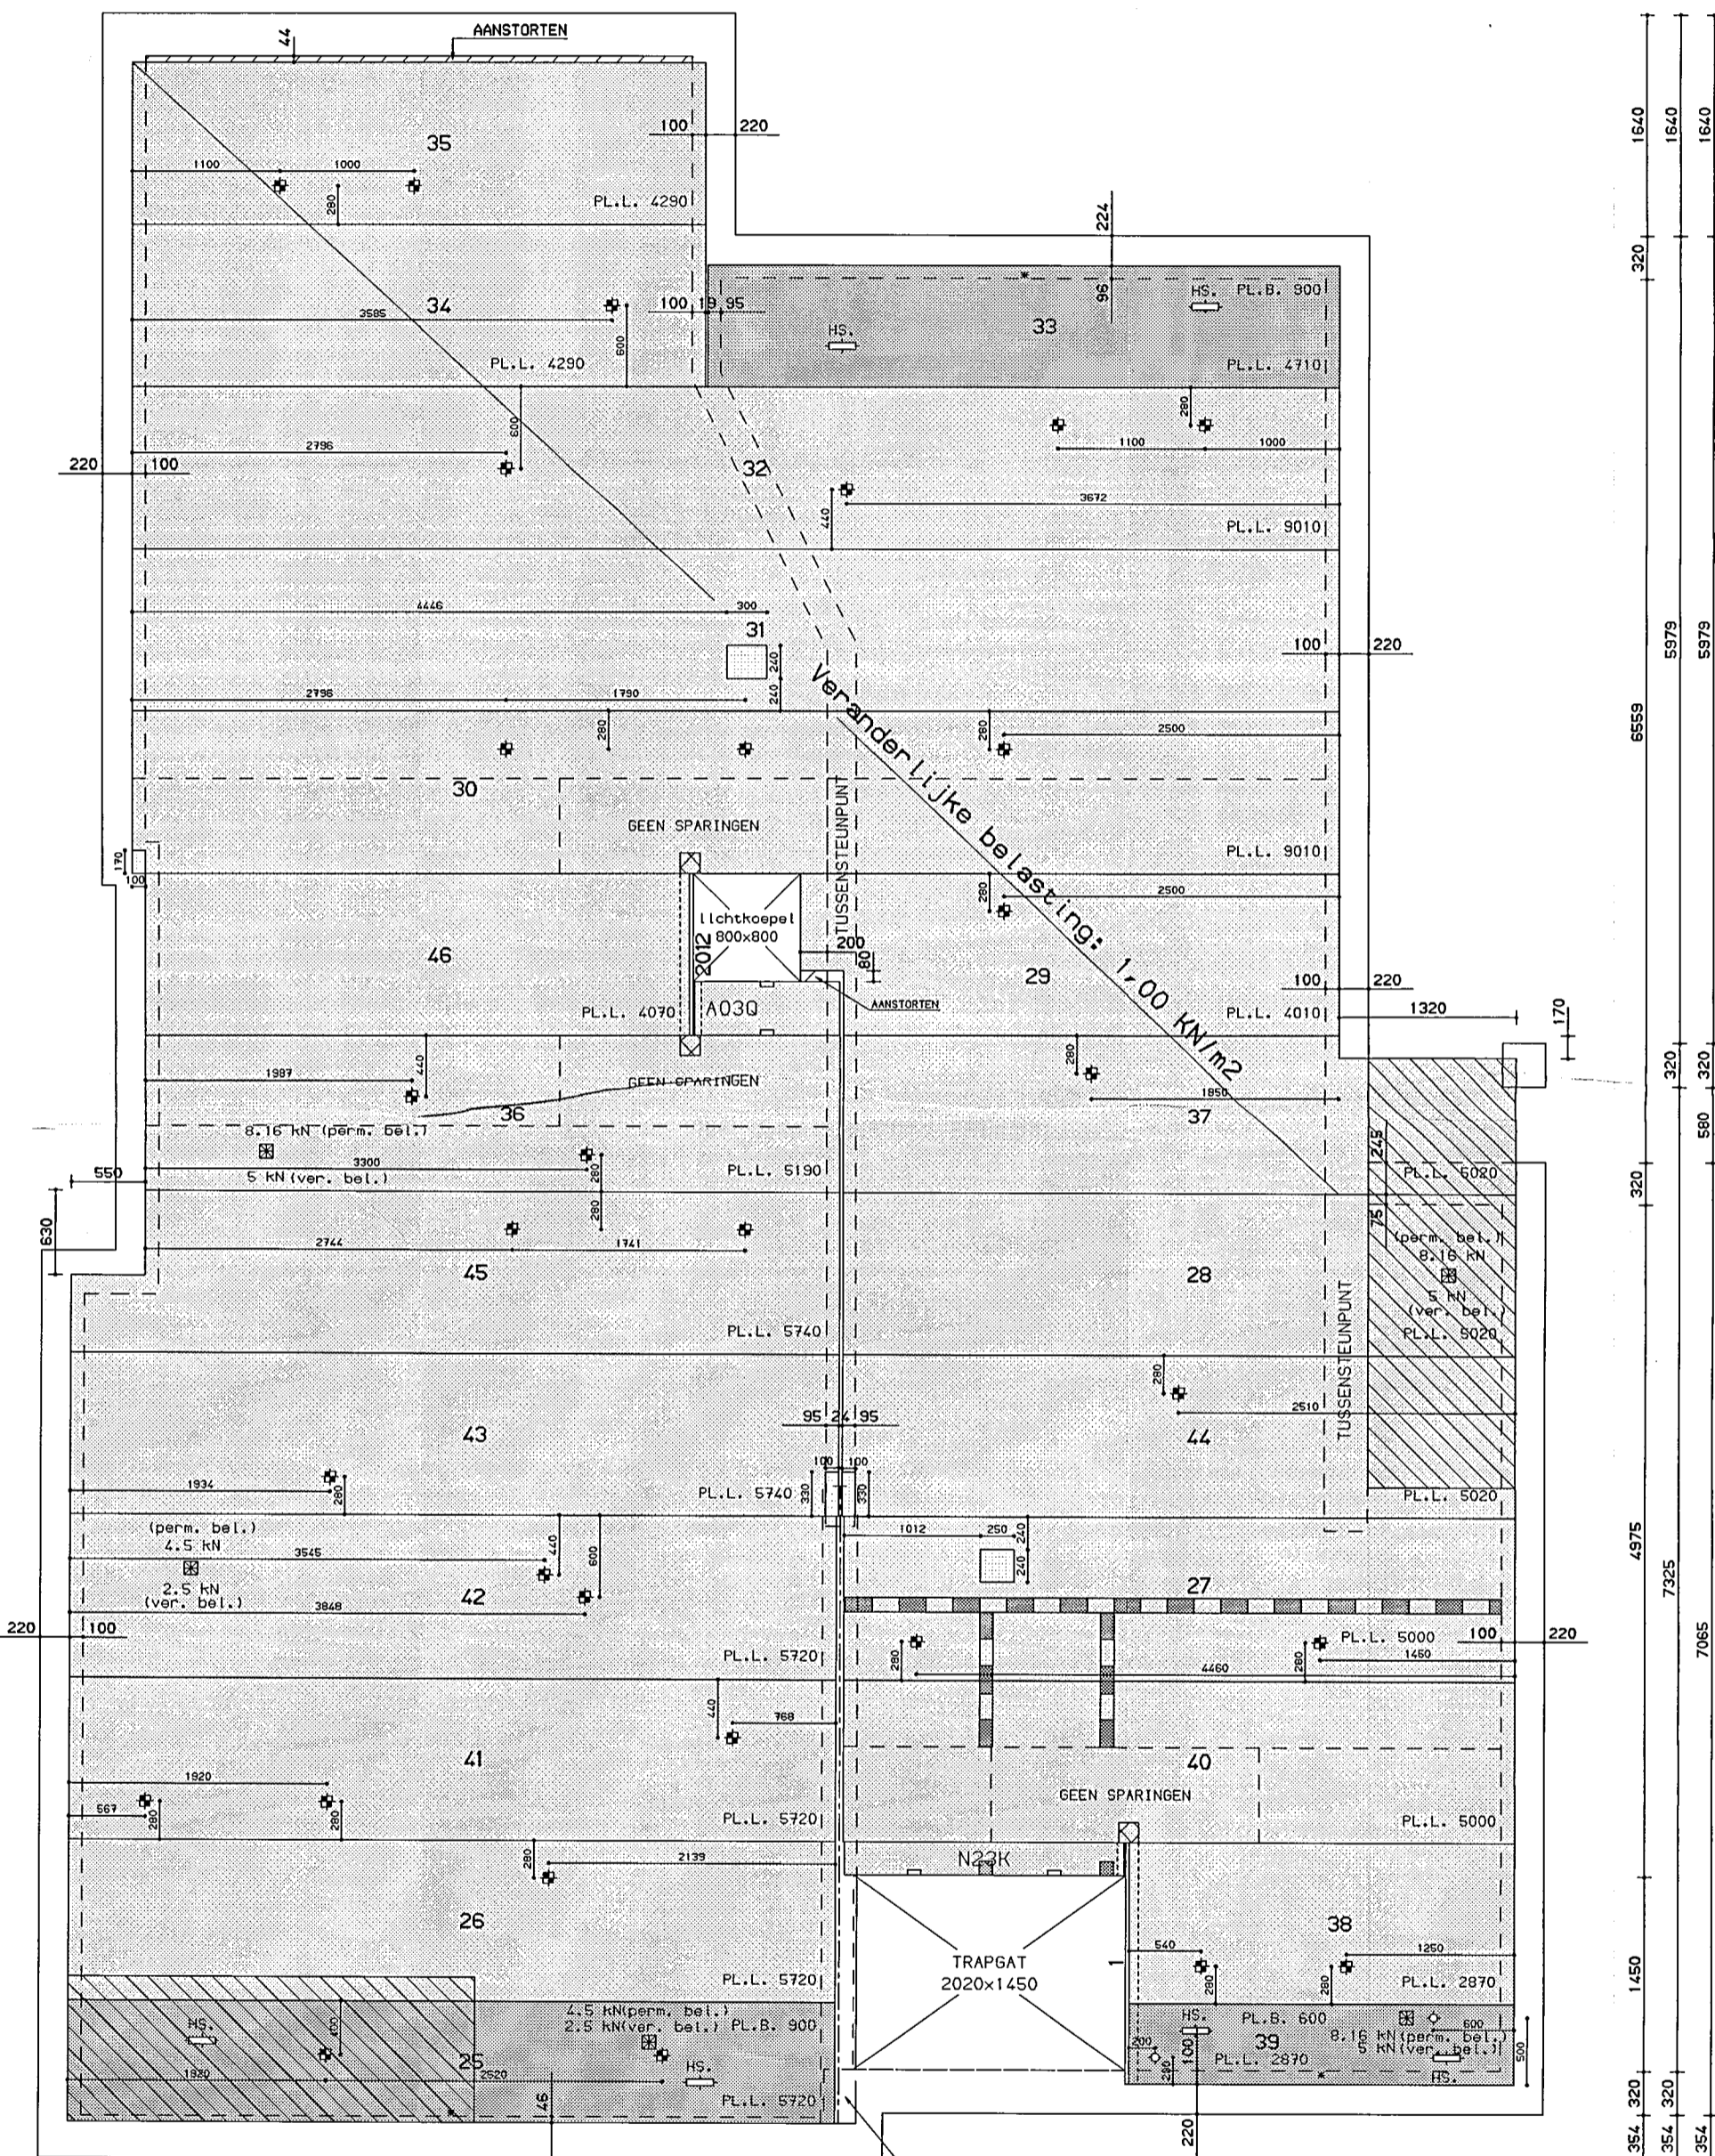 AANSTORTEN
44
1640
1640
1640
100
220
35
1100
1000
280
PL.L. 4290
224
320
34
3585
600
100 19 95
96
HS.
PL.B. 900
33
HS.
PL.L. 4290
PL.L. 4710
280
2796
603
1100
1000
220
100
32
3672
440
PL.L. 9010
4446
300
31
240
240
100
220
5979
5979
6559
2796
1790
280
280
2500
Veranderlijke belasting: 1,00 KN/m2
30
GEEN SPARINGEN
TUSSENSTEUNPUNT
PL.L. 9010
170
100
280
2500
lichtkoepel
800x800
2012
200
80
46
29
PL.L. 4070
A03Q
AANSTORTEN
100
220
PL.L. 4010
1320
170
440
280
1987
GEEN SPARINGEN
1850
320
320
36
37
580
8.16 kN (perm. bel.)
245
3300
280
PL.L. 5190
PL.L. 5020
550
5 kN (ver. bel.)
320
630
280
75
2744
1741
(perm. bel.)
8.16 kN
45
28
5 kN
(ver. bel.)
TUSSENSTEUNPUNT
PL.L. 5740
PL.L. 5020
280
2510
95 24 95
43
44
100
100
1934
280
PL.L. 5740
330
330
PL.L. 5020
(perm. bel.)
4.5 kN
1012
250
240
240
3545
440
600
4975
2.5 kN
(ver. bel.)
42
27
7325
3848
220
100
PL.L. 5720
280
280
PL.L. 5000
100
220
1460
4460
7065
440
768
41
40
1920
GEEN SPARINGEN
567
280
280
PL.L. 5720
PL.L. 5000
280
2139
N23K
26
38
TRAPGAT
2020x1450
1
540
1250
280
280
PL.L. 2870
1450
PL.L. 5720
4.5 kN(perm. bel.)
2.5 kN(ver. bel.)
PL.B. 900
HS.
400
HS.
PL.B. 600
600
39
8.16 kN(perm. bel.)
5 kN(ver. bel.)
200
100
PL.L. 2870
280
500
25
HS.
HS.
1920
2520
PL.L. 5720
46
220
320
320
354
354
354